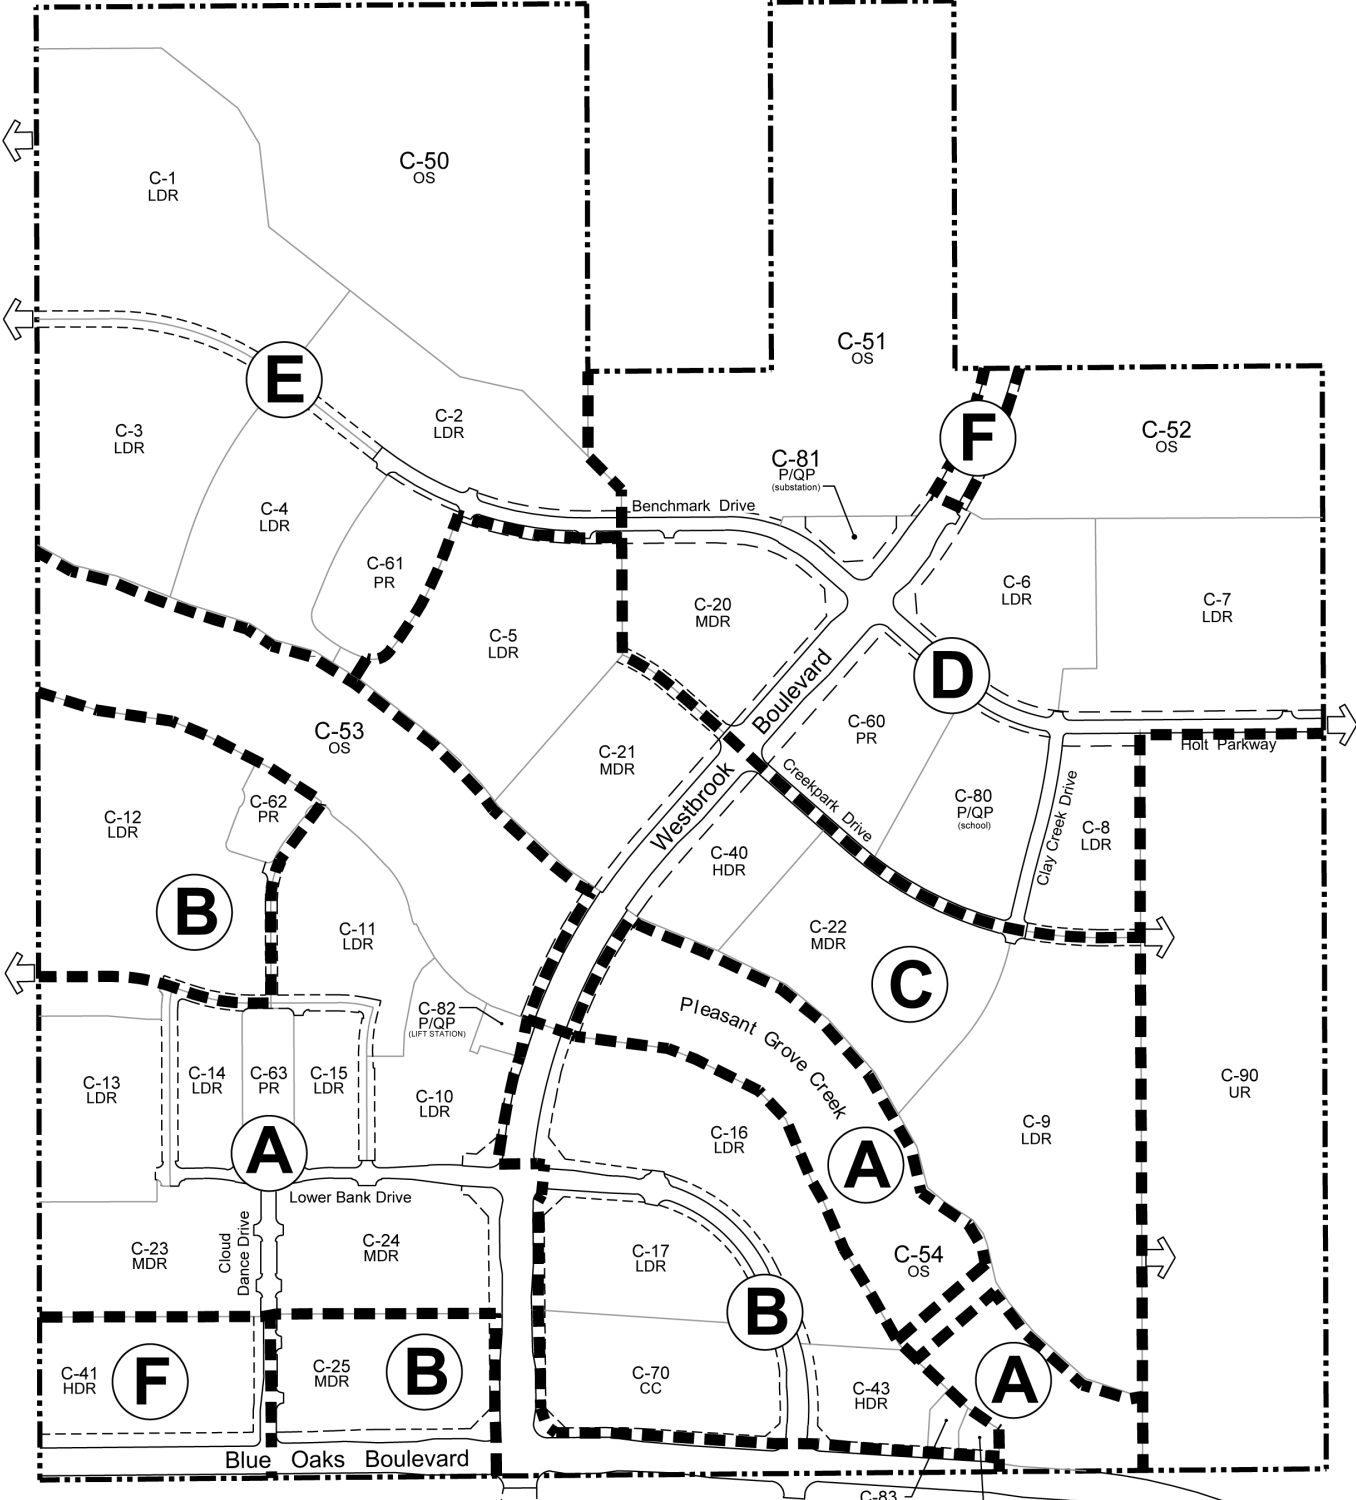 C-50
OS
C-1
LDR
C-51
OS
E
C-2
LDR
C-3
LDR
F
C-52
OS
C-81
P/QP
(substation)
Benchmark Drive
C-4
LDR
C-61
PR
C-6
LDR
C-7
LDR
C-20
MDR
C-5
LDR
D
Westbrook Boulevard
C-53
OS
C-60
PR
Holt Parkway
C-21
MDR
Creekpark Drive
C-62
PR
C-12
LDR
C-80
P/QP
(school)
Clay Creek Drive
C-8
LDR
C-40
HDR
B
C-11
LDR
C-22
MDR
C
C-82
P/QP
(LIFT STATION)
Pleasant Grove Creek
C-13
LDR
C-14
LDR
C-63
PR
C-15
LDR
C-10
LDR
C-90
UR
C-16
LDR
C-9
LDR
A
A
Lower Bank Drive
Cloud
Dance Drive
C-23
MDR
C-24
MDR
C-17
LDR
C-54
OS
B
C-41
HDR
F
C-25
MDR
B
C-70
CC
C-43
HDR
A
Blue Oaks Boulevard
C-83